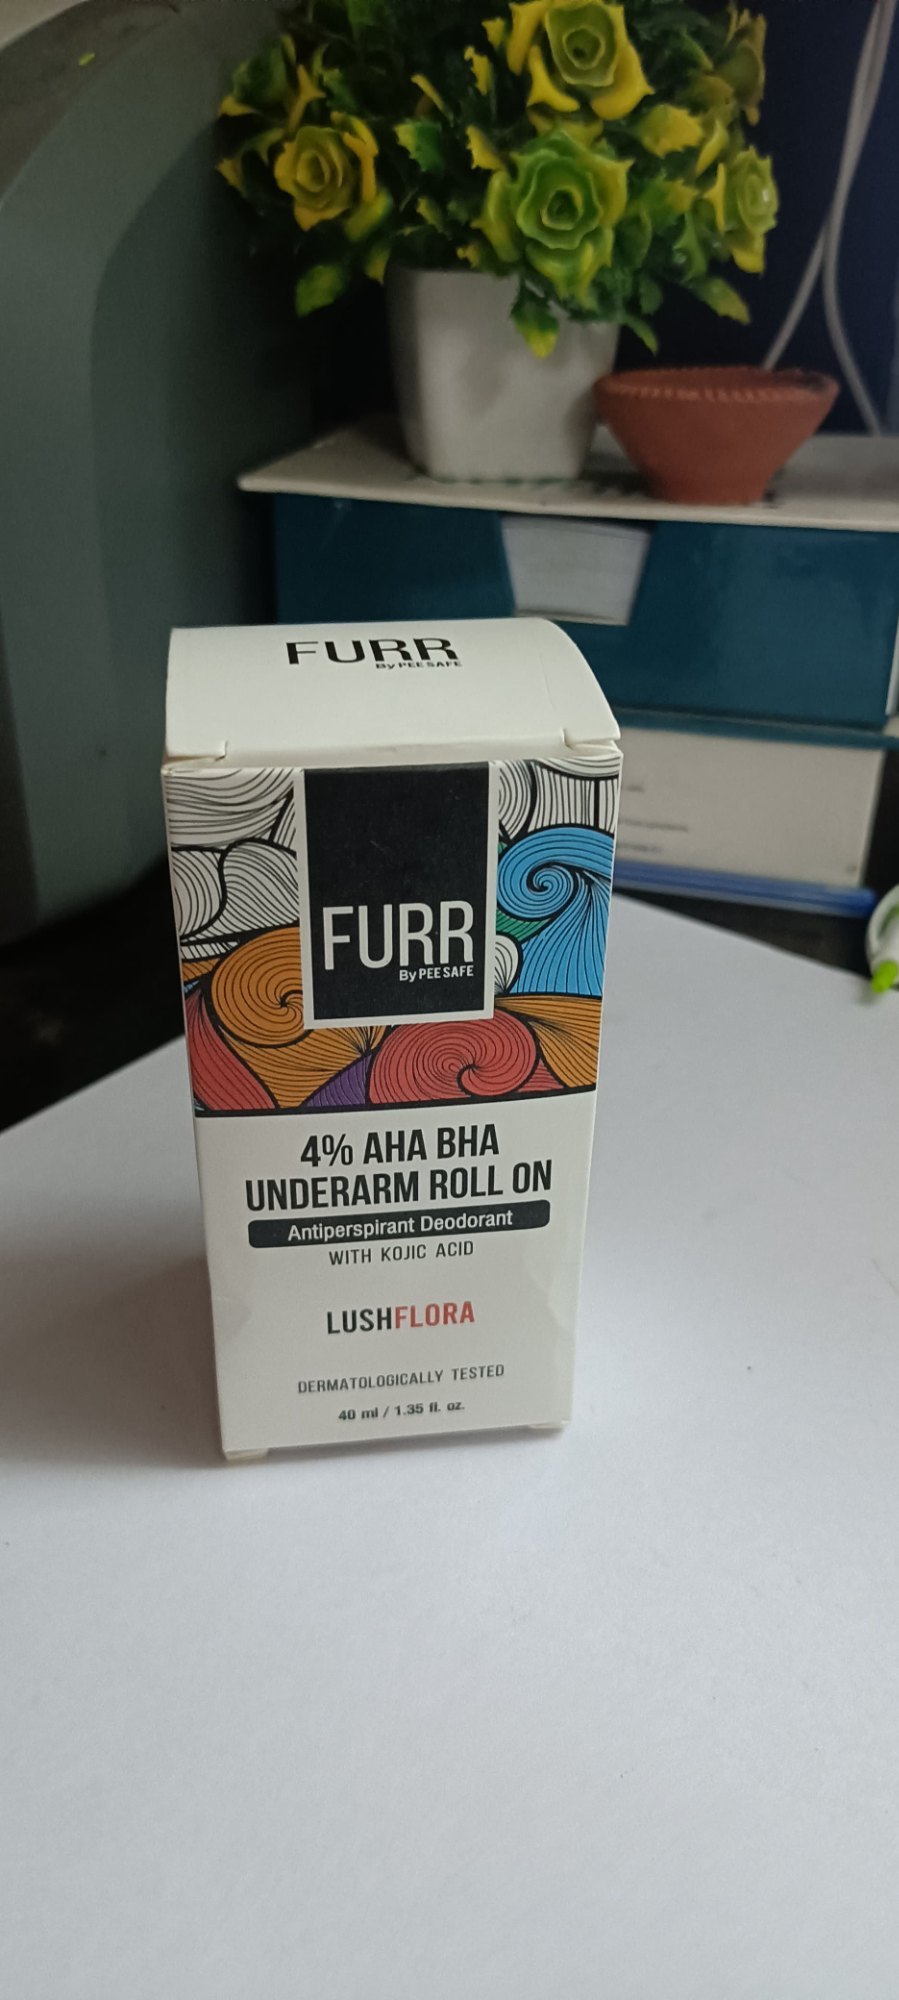 FURR
By PEE SAFE
FURR
By PEE SAFE
4% AHA BHA
UNDERARM ROLL ON
Antiperspirant Deodorant
WITH KOJIC ACID
LUSHFLORA
DERMATOLOGICALLY TESTED
40 ml / 1.35 fl. oz.